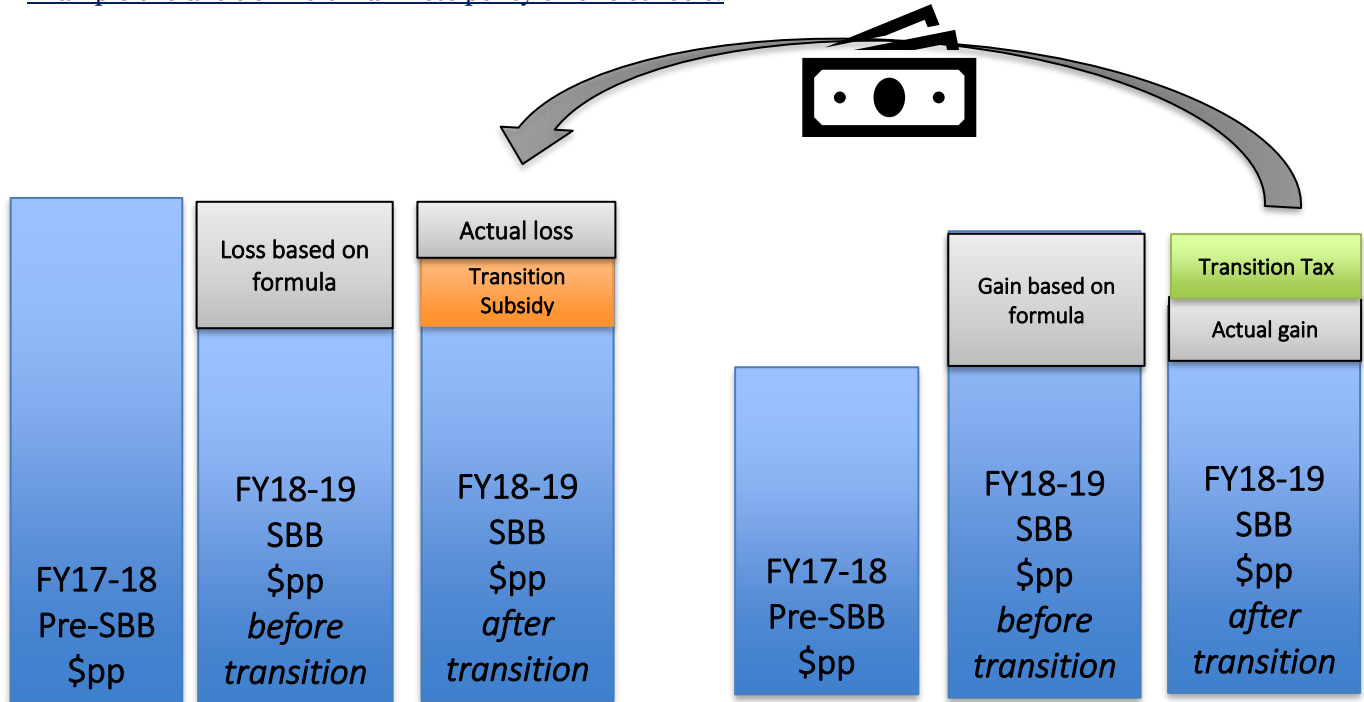 Loss based on
formula
Actual loss
Transition
Subsidy
Gain based on
formula
Transition Tax
Actual gain
FY17-18
Pre-SBB
$pp
FY18-19
SBB
$pp
before
transition
FY18-19
SBB
$pp
after
transition
FY17-18
Pre-SBB
$pp
FY18-19
SBB
$pp
before
transition
FY18-19
SBB
$pp
after
transition